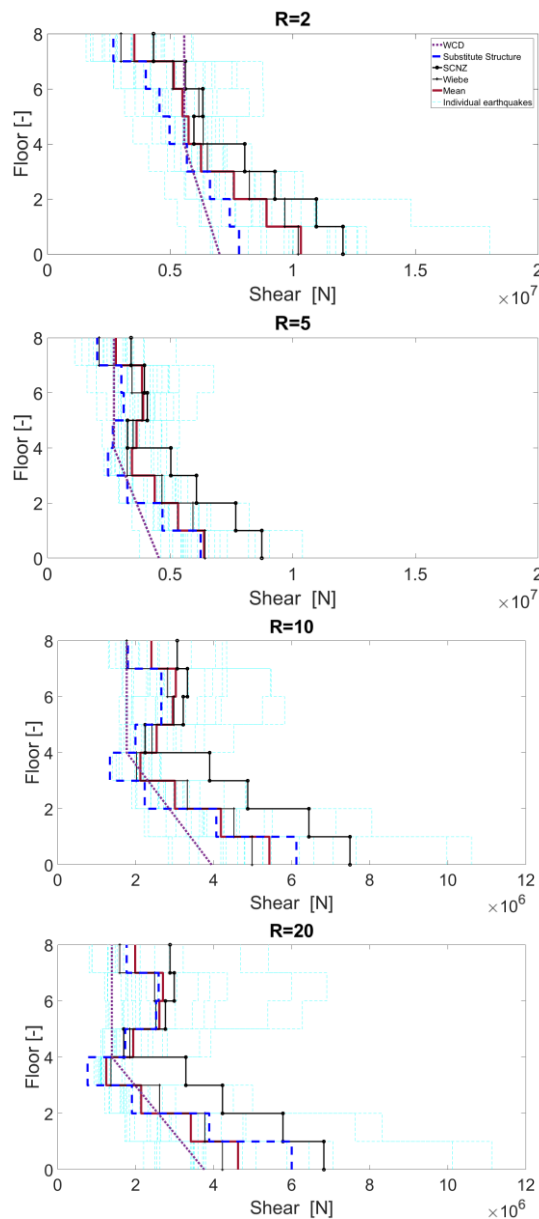 R=2
8
WCD
Substitute Structure
SCNZ
Wiebe
Mean
Individual earthquakes
6
Floor [-]
4
2
0
0 0.5 1 1.5 2
Shear [N] ×10^7
R=5
8
6
Floor [-]
4
2
0
0 0.5 1 1.5 2
Shear [N] ×10^7
R=10
8
6
Floor [-]
4
2
0
0 2 4 6 8 10 12
Shear [N] ×10^6
R=20
8
6
Floor [-]
4
2
0
0 2 4 6 8 10 12
Shear [N] ×10^6